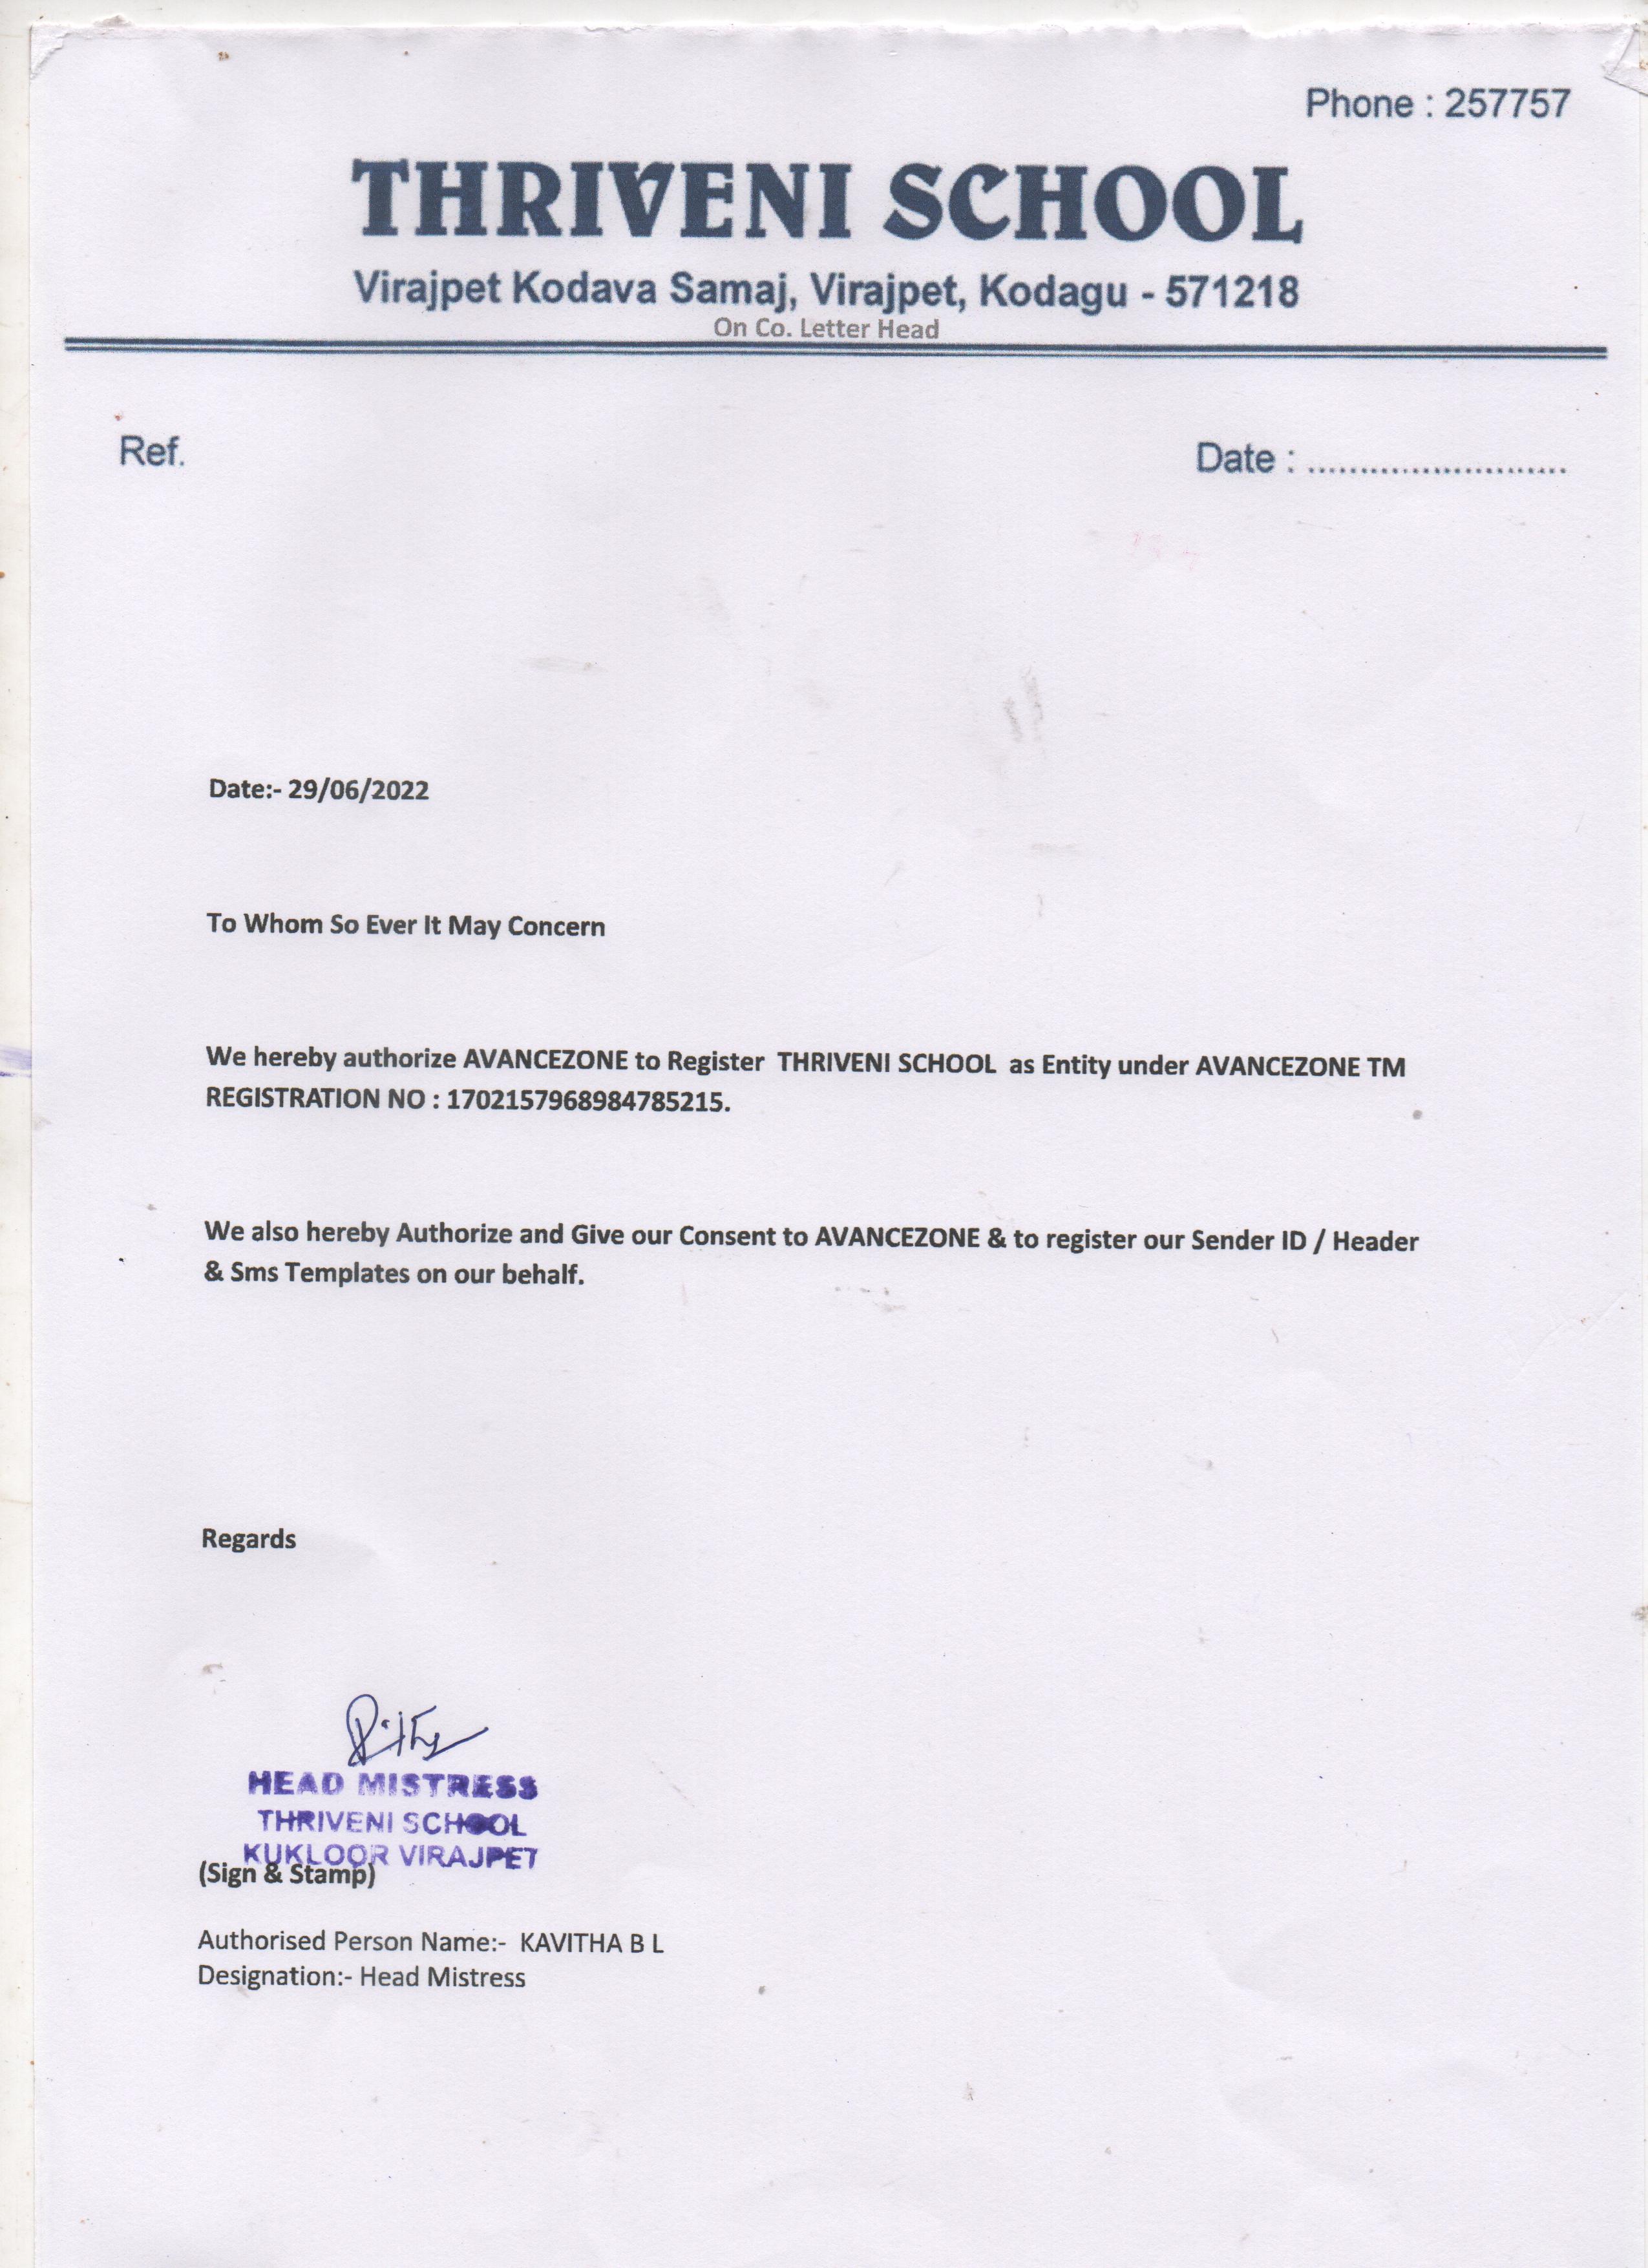 Phone : 257757
THRIVENI SCHOOL
Virajpet Kodava Samaj, Virajpet, Kodagu - 571218
On Co. Letter Head
Ref.
Date : ..........................
Date:- 29/06/2022
To Whom So Ever It May Concern
We hereby authorize AVANCEZONE to Register THRIVENI SCHOOL as Entity under AVANCEZONE TM
REGISTRATION NO : 1702157968984785215.
We also hereby Authorize and Give our Consent to AVANCEZONE & to register our Sender ID / Header
& Sms Templates on our behalf.
Regards
HEAD MISTRESS
THRIVENI SCHOOL
KUKLOOR VIRAJPET
(Sign & Stamp)
Authorised Person Name:- KAVITHA B L
Designation:- Head Mistress